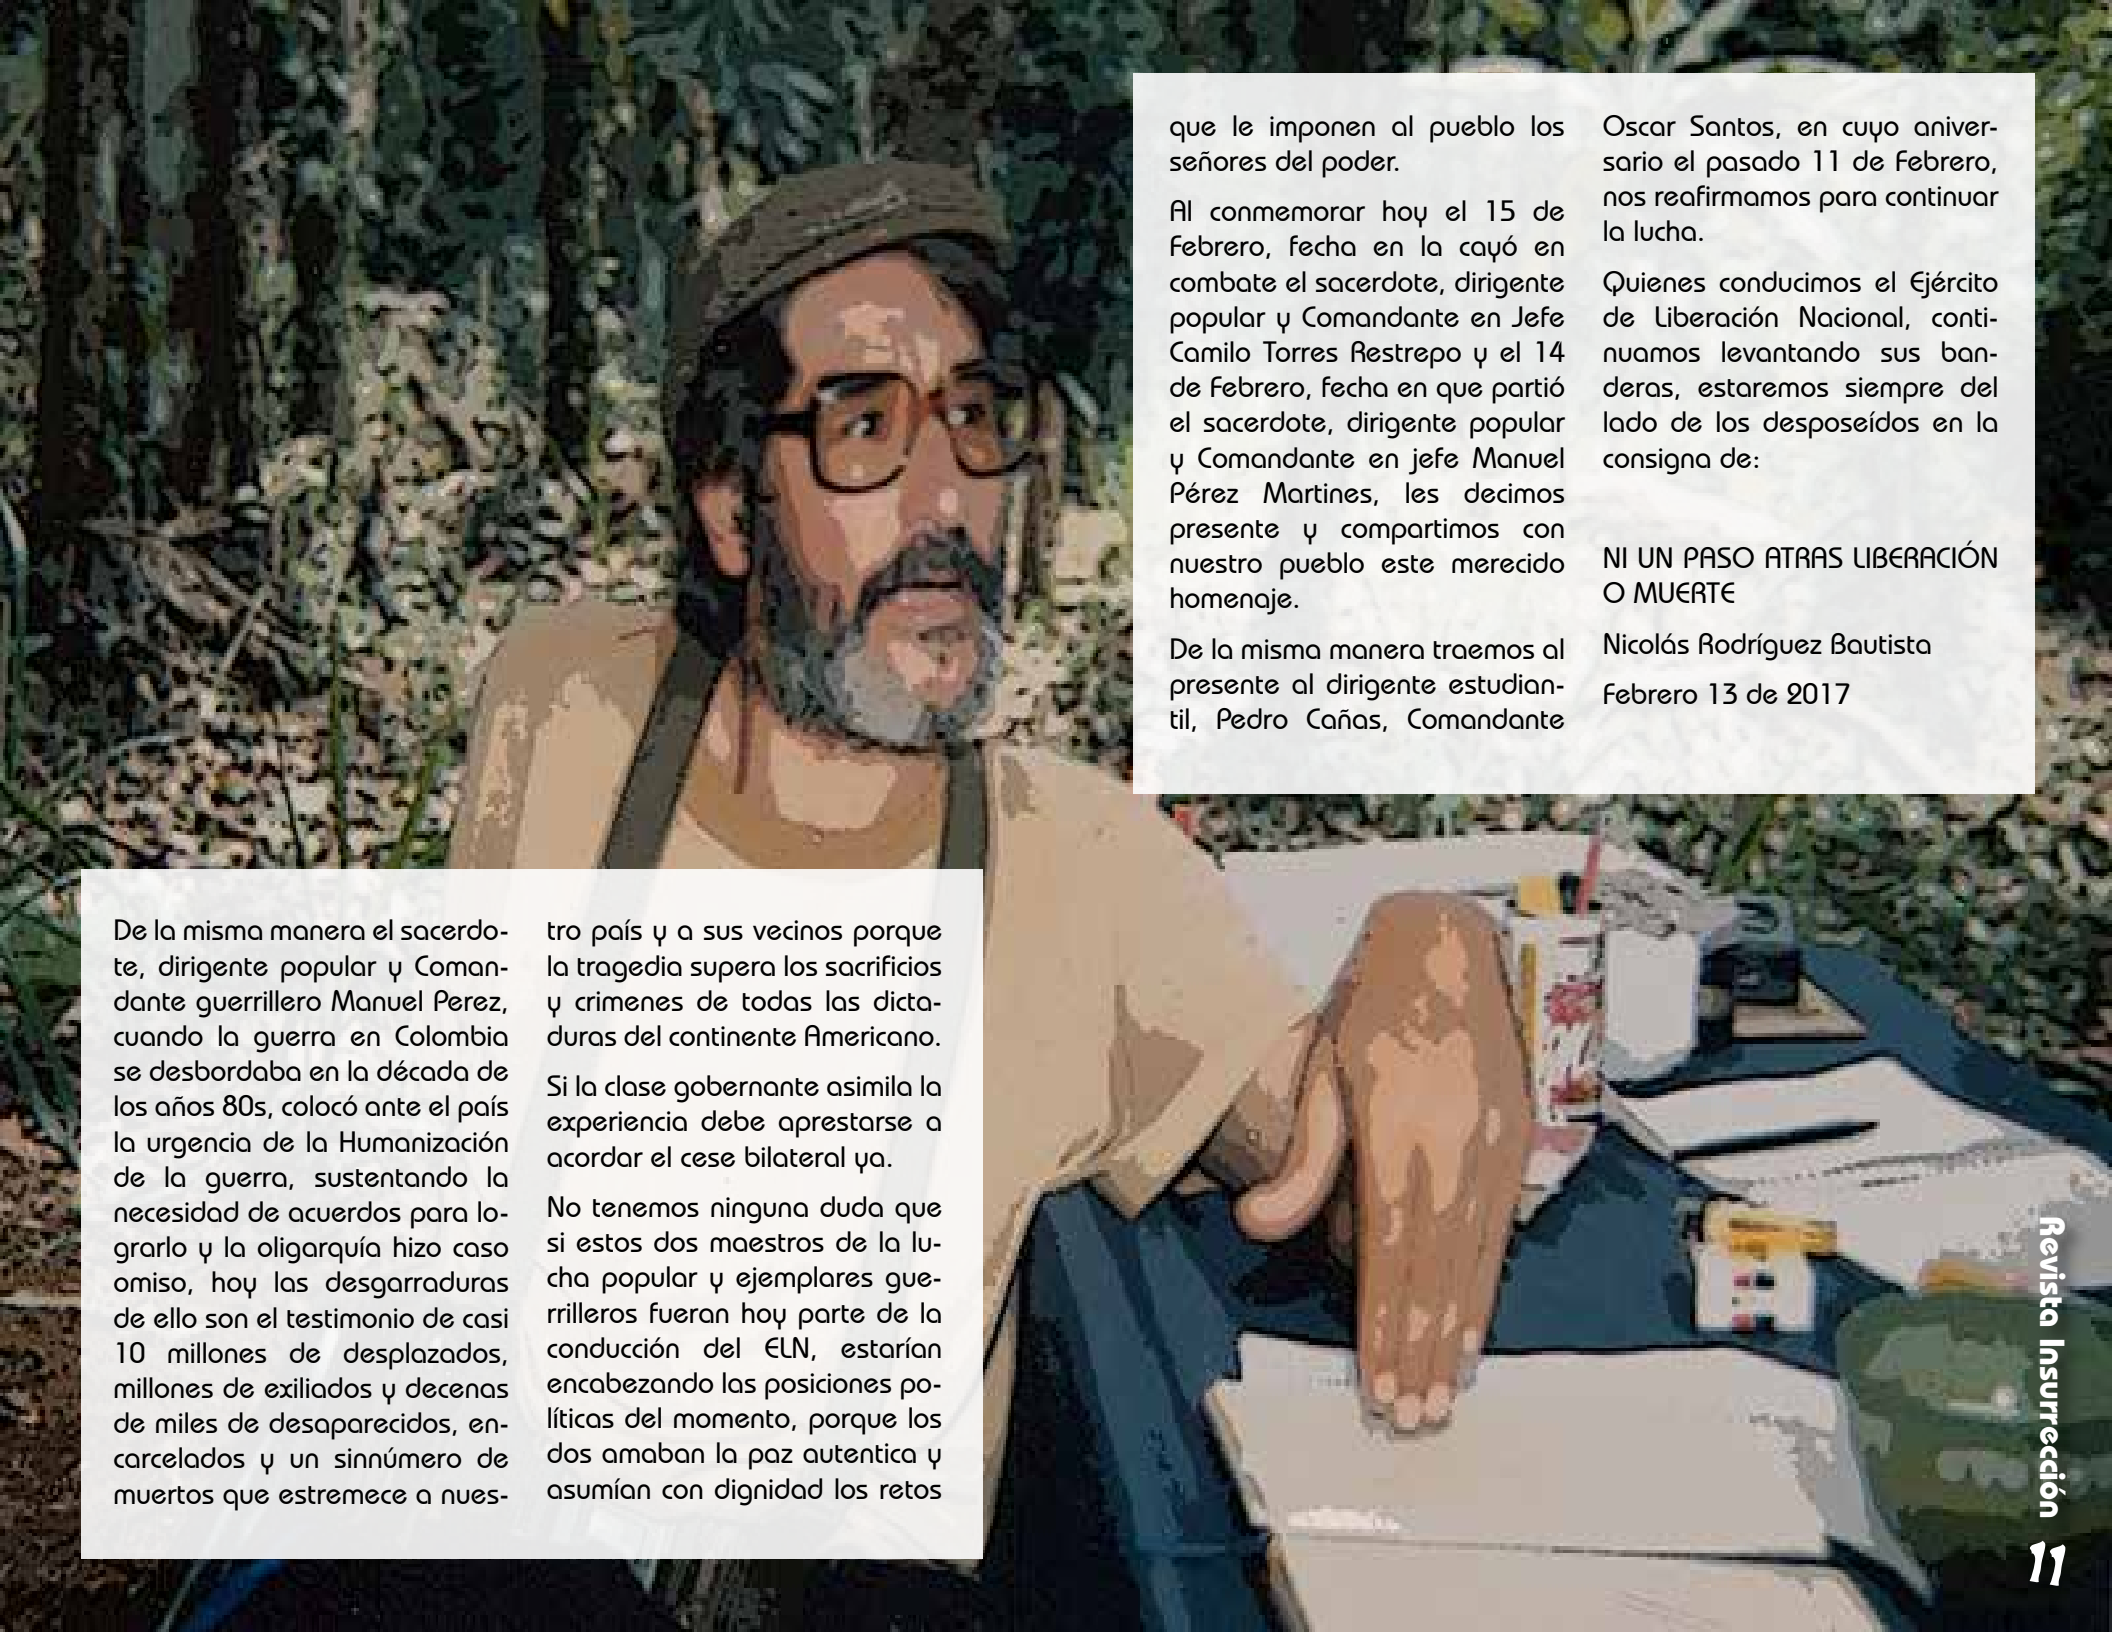 De la misma manera el sacerdo-
te, dirigente popular y Coman-
dante guerrillero Manuel Perez,
cuando la guerra en Colombia
se desbordaba en la década de
los años 80s, colocó ante el país
la urgencia de la Humanización
de la guerra, sustentando la
necesidad de acuerdos para lo-
grarlo y la oligarquía hizo caso
omiso, hoy las desgarraduras
de ello son el testimonio de casi
10 millones de desplazados,
millones de exiliados y decenas
de miles de desaparecidos, en-
carcelados y un sinnúmero de
muertos que estremece a nues-
tro país y a sus vecinos porque
la tragedia supera los sacrificios
y crimenes de todas las dicta-
duras del continente Americano.
Si la clase gobernante asimila la
experiencia debe aprestarse a
acordar el cese bilateral ya.
No tenemos ninguna duda que
si estos dos maestros de la lu-
cha popular y ejemplares gue-
rrilleros fueran hoy parte de la
conducción del ELN, estarían
encabezando las posiciones po-
líticas del momento, porque los
dos amaban la paz autentica y
asumían con dignidad los retos
que le imponen al pueblo los
señores del poder.
Al conmemorar hoy el 15 de
Febrero, fecha en la cayó en
combate el sacerdote, dirigente
popular y Comandante en Jefe
Camilo Torres Restrepo y el 14
de Febrero, fecha en que partió
el sacerdote, dirigente popular
y Comandante en jefe Manuel
Pérez Martines, les decimos
presente y compartimos con
nuestro pueblo este merecido
homenaje.
De la misma manera traemos al
presente al dirigente estudian-
til, Pedro Cañas, Comandante
Oscar Santos, en cuyo aniver-
sario el pasado 11 de Febrero,
nos reafirmamos para continuar
la lucha.
Quienes conducimos el Ejército
de Liberación Nacional, conti-
nuamos levantando sus ban-
deras, estaremos siempre del
lado de los desposeídos en la
consigna de:
NI UN PASO ATRAS LIBERACIÓN
O MUERTE
Nicolás Rodríguez Bautista
Febrero 13 de 2017
Revista Insurrección
11